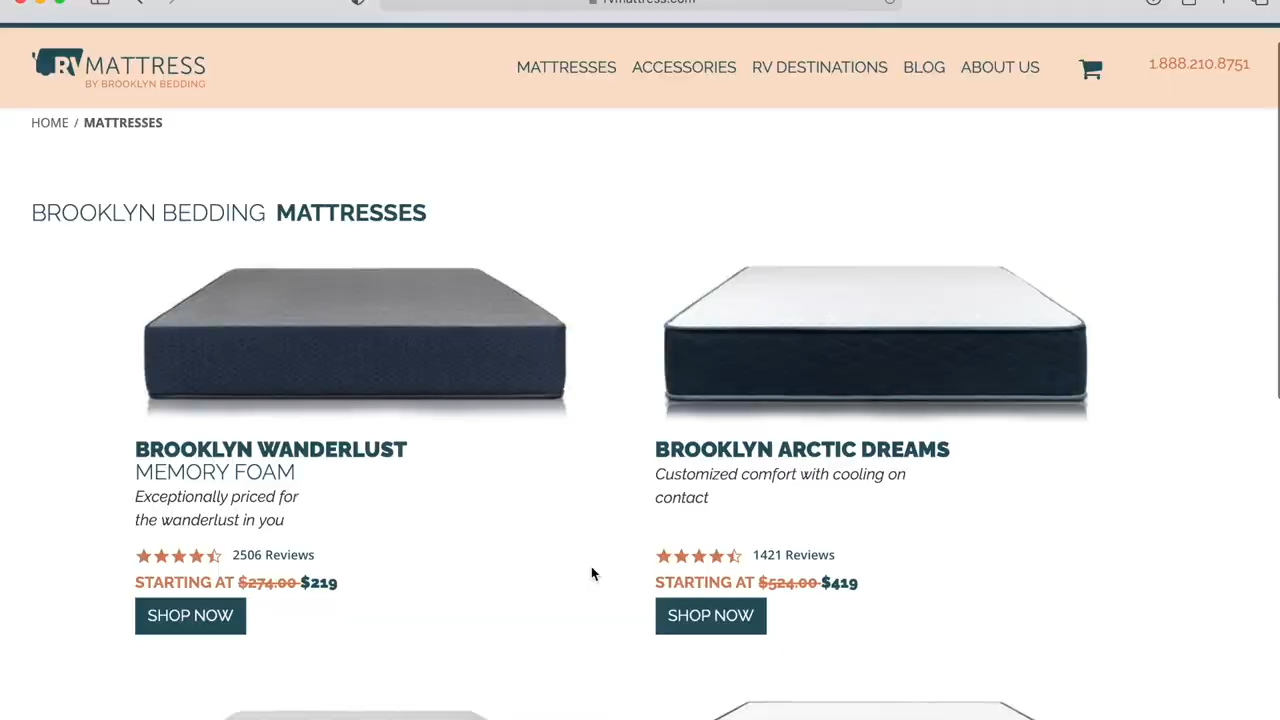 RV MATTRESS
BY BROOKLYN BEDDING
MATTRESSES ACCESSORIES RV DESTINATIONS BLOG ABOUT US
1.888.210.8751
HOME / MATTRESSES
BROOKLYN BEDDING MATTRESSES
BROOKLYN WANDERLUST
MEMORY FOAM
Exceptionally priced for
the wanderlust in you
2506 Reviews
STARTING AT $274.00 $219
SHOP NOW
BROOKLYN ARCTIC DREAMS
Customized comfort with cooling on
contact
1421 Reviews
STARTING AT $524.00 $419
SHOP NOW